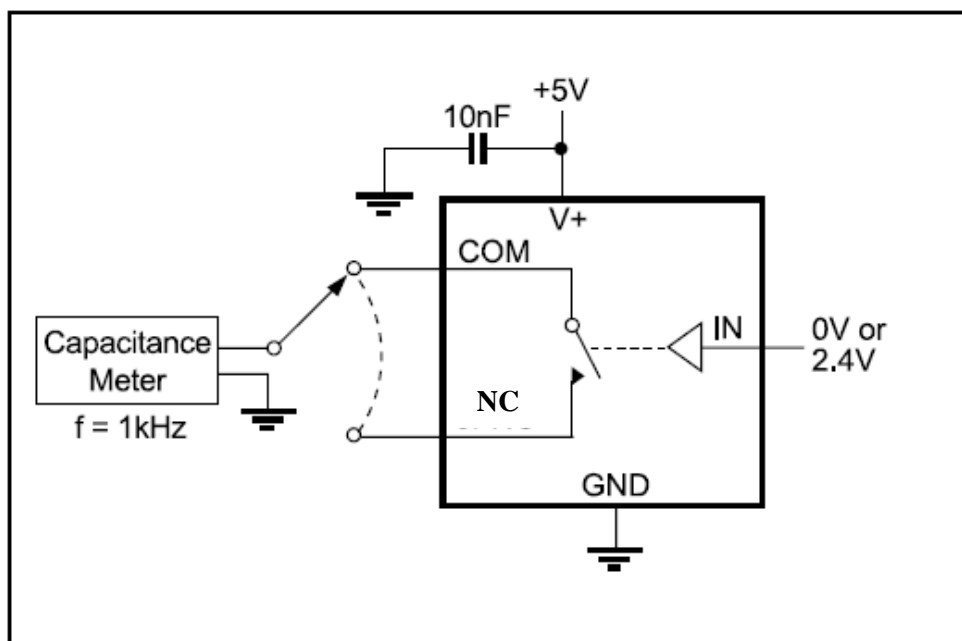 +5V
10nF
V+
COM
Capacitance
Meter
f = 1kHz
IN
0V or
2.4V
NC
GND